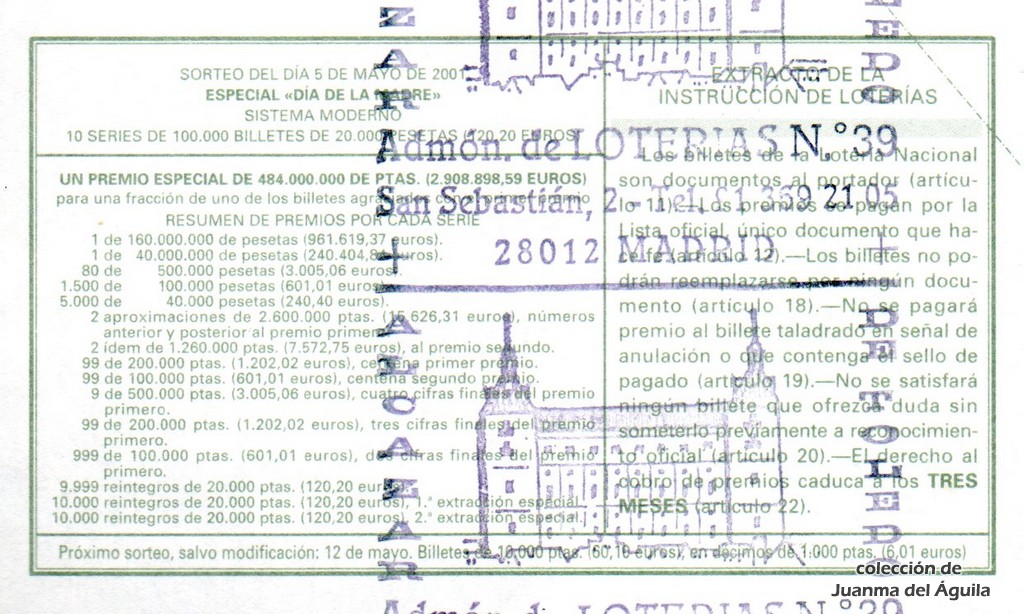 SORTEO DEL DÍA 5 DE MAYO DE 2001
ESPECIAL «DÍA DE LA MADRE»
SISTEMA MODERNO
10 SERIES DE 100.000 BILLETES DE 20.000 PESETAS (120,20 EUROS)
UN PREMIO ESPECIAL DE 484.000.000 DE PTAS. (2.908.898,59 EUROS)
para una fracción de uno de los billetes agraciados con el primer premio
RESUMEN DE PREMIOS POR CADA SERIE
1 de 160.000.000 de pesetas (961.619,37 euros).
1 de 40.000.000 de pesetas (240.404,84 euros).
80 de 500.000 pesetas (3.005,06 euros).
1.500 de 100.000 pesetas (601,01 euros).
5.000 de 40.000 pesetas (240,40 euros).
2 aproximaciones de 2.600.000 ptas. (15.626,31 euros), números
anterior y posterior al premio primero.
2 ídem de 1.260.000 ptas. (7.572,75 euros), al premio segundo.
99 de 200.000 ptas. (1.202,02 euros), centena primer premio.
99 de 100.000 ptas. (601,01 euros), centena segundo premio.
9 de 500.000 ptas. (3.005,06 euros), cuatro cifras finales del premio
primero.
99 de 200.000 ptas. (1.202,02 euros), tres cifras finales del premio
primero.
999 de 100.000 ptas. (601,01 euros), dos cifras finales del premio
primero.
9.999 reintegros de 20.000 ptas. (120,20 euros).
10.000 reintegros de 20.000 ptas. (120,20 euros), 1.ª extracción especial.
10.000 reintegros de 20.000 ptas. (120,20 euros), 2.ª extracción especial.
EXTRACTO DE LA
INSTRUCCIÓN DE LOTERÍAS
Los billetes de la Lotería Nacional
son documentos al portador (artícu-
lo 11).—Los premios se pagan por la
Lista oficial, único documento que ha-
ce fe (artículo 12).—Los billetes no po-
drán reemplazarse por ningún docu-
mento (artículo 18).—No se pagará
premio al billete taladrado en señal de
anulación o que contenga el sello de
pagado (artículo 19).—No se satisfará
ningún billete que ofrezca duda sin
someterlo previamente a reconocimien-
to oficial (artículo 20).—El derecho al
cobro de premios caduca a los TRES
MESES (artículo 22).
Próximo sorteo, salvo modificación: 12 de mayo. Billetes de 10.000 ptas. (60,10 euros), en décimos de 1.000 ptas. (6,01 euros)
ZAR
LEDO
Admón. de LOTERIAS N.º 39
San Sebastián, 2 - Tel. 91 369 21 05
28012 MADRID
+ ALCAZAR
+ DE TOLEDO
Admón. de LOTERIAS N.º 39
colección de
Juanma del Águila